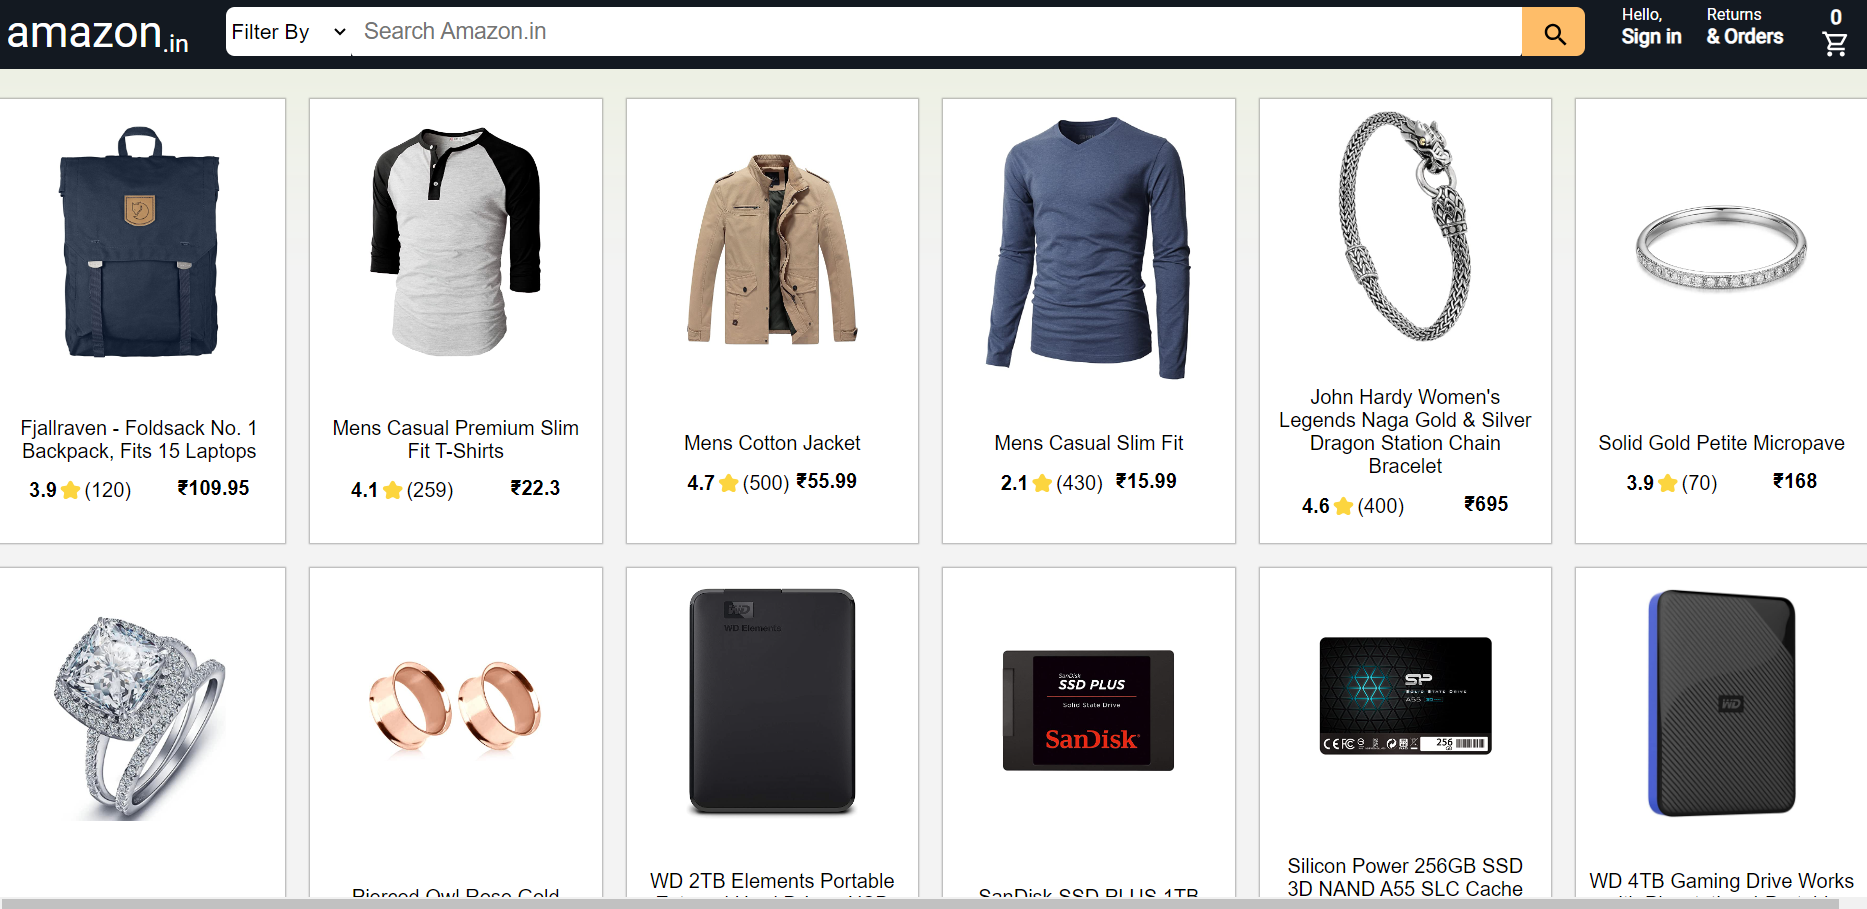 amazon.in
Filter By
Search Amazon.in
Hello,
Sign in
Returns
& Orders
0
Fjallraven - Foldsack No. 1
Backpack, Fits 15 Laptops
3.9 (120) ₹109.95
Mens Casual Premium Slim
Fit T-Shirts
4.1 (259) ₹22.3
Mens Cotton Jacket
4.7 (500) ₹55.99
Mens Casual Slim Fit
2.1 (430) ₹15.99
John Hardy Women's
Legends Naga Gold & Silver
Dragon Station Chain
Bracelet
4.6 (400) ₹695
Solid Gold Petite Micropave
3.9 (70) ₹168
WD
WD Elements
SanDisk
SSD PLUS
Solid State Drive
SanDisk
SP
SOLID STATE DRIVE
A55
256
GB
WD
Pierced Owl Rose Gold
WD 2TB Elements Portable
SanDisk SSD PLUS 1TB
Silicon Power 256GB SSD
3D NAND A55 SLC Cache
WD 4TB Gaming Drive Works